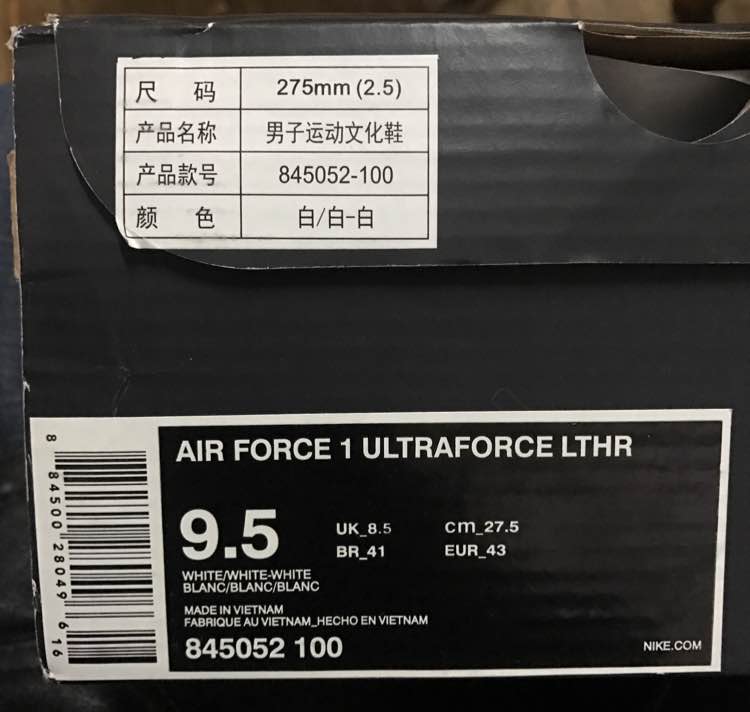 尺 码 275mm (2.5)
产品名称 男子运动文化鞋
产品款号 845052-100
颜 色 白/白-白
AIR FORCE 1 ULTRAFORCE LTHR
9.5
UK_8.5 cm_27.5
BR_41 EUR_43
WHITE/WHITE-WHITE
BLANC/BLANC/BLANC
MADE IN VIETNAM
FABRIQUE AU VIETNAM_HECHO EN VIETNAM
845052 100
NIKE.COM
8 84500 28049 6 16